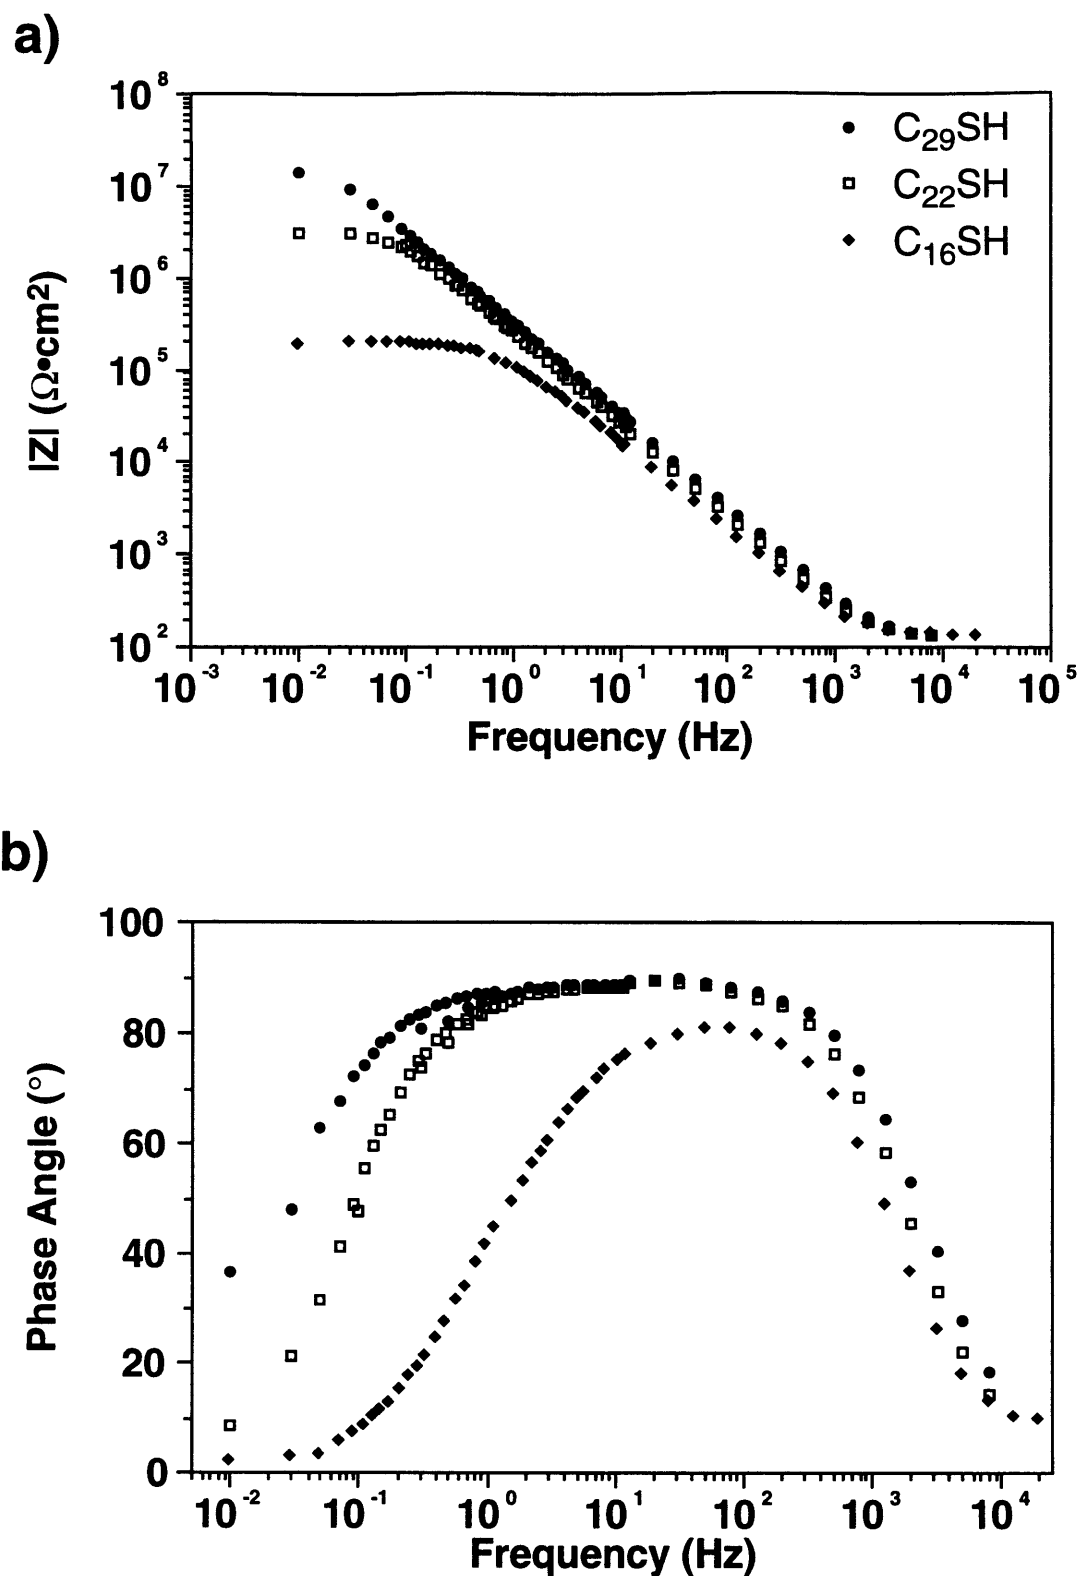 a)
10^8
10^7
10^6
10^5
10^4
10^3
10^2
|Z| (Ω•cm²)
C₂₉SH
C₂₂SH
C₁₆SH
10^-3 10^-2 10^-1 10^0 10^1 10^2 10^3 10^4 10^5
Frequency (Hz)
b)
100
80
60
40
20
0
Phase Angle (°)
10^-2 10^-1 10^0 10^1 10^2 10^3 10^4
Frequency (Hz)